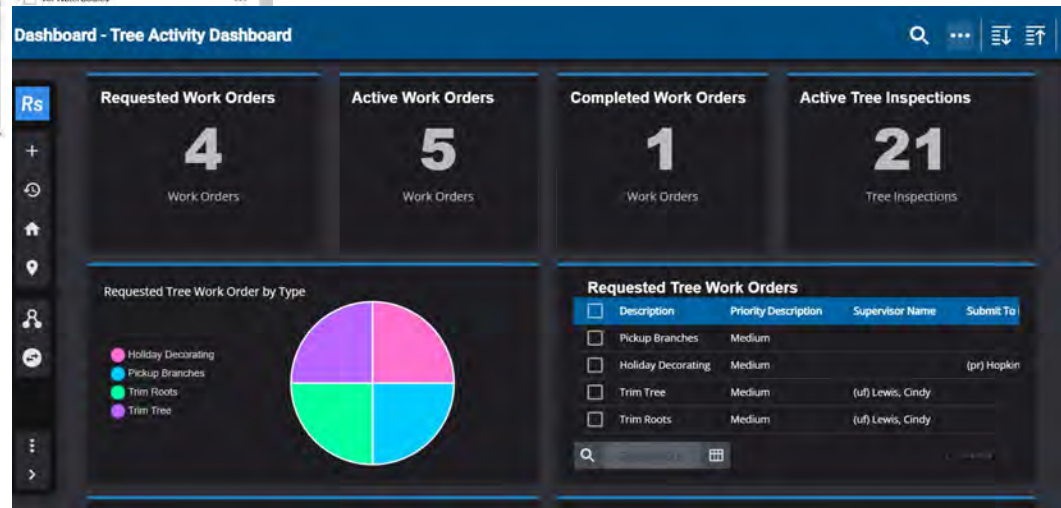 Dashboard - Tree Activity Dashboard
Rs
Requested Work Orders
4
Work Orders
Active Work Orders
5
Work Orders
Completed Work Orders
1
Work Orders
Active Tree Inspections
21
Tree Inspections
Requested Tree Work Order by Type
Holiday Decorating
Pickup Branches
Trim Roots
Trim Tree
Requested Tree Work Orders
Description Priority Description Supervisor Name Submit To
Pickup Branches Medium
Holiday Decorating Medium (pr) Hopkin
Trim Tree Medium (uf) Lewis, Cindy
Trim Roots Medium (uf) Lewis, Cindy